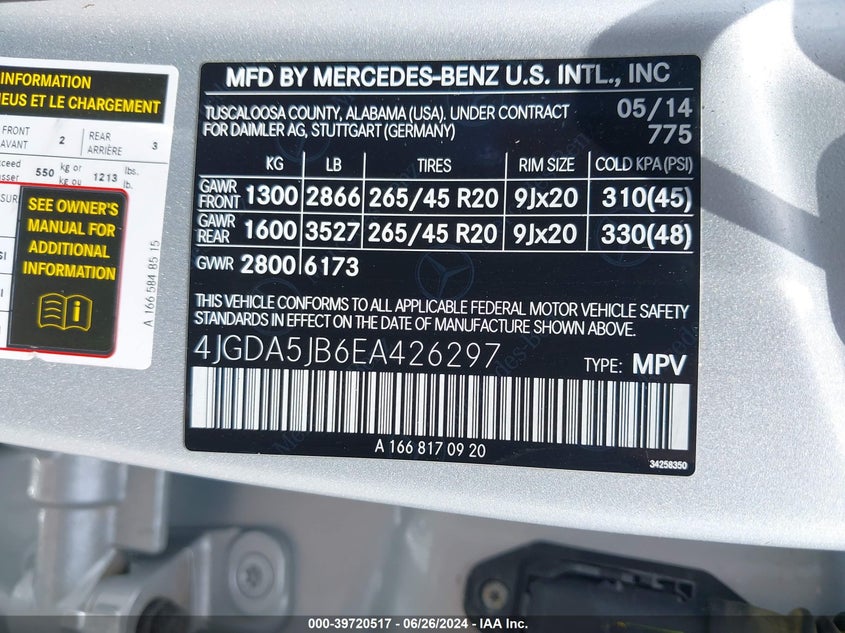 INFORMATION
NEUS ET LE CHARGEMENT
FRONT
AVANT 2 REAR
ARRIÈRE 3
550 kg or
kg ou 1213 lbs.
lb.
SEE OWNER'S
MANUAL FOR
ADDITIONAL
INFORMATION
A 166 584 85 15
MFD BY MERCEDES-BENZ U.S. INTL., INC
TUSCALOOSA COUNTY, ALABAMA (USA). UNDER CONTRACT
FOR DAIMLER AG, STUTTGART (GERMANY)
05/14
775
KG LB TIRES RIM SIZE COLD KPA (PSI)
GAWR
FRONT 1300 2866 265/45 R20 9Jx20 310(45)
GAWR
REAR 1600 3527 265/45 R20 9Jx20 330(48)
GVWR 2800 6173
THIS VEHICLE CONFORMS TO ALL APPLICABLE FEDERAL MOTOR VEHICLE SAFETY
STANDARDS IN EFFECT ON THE DATE OF MANUFACTURE SHOWN ABOVE.
4JGDA5JB6EA426297 TYPE: MPV
A 166 817 09 20
34258350
000-39720517 - 06/26/2024 - IAA Inc.